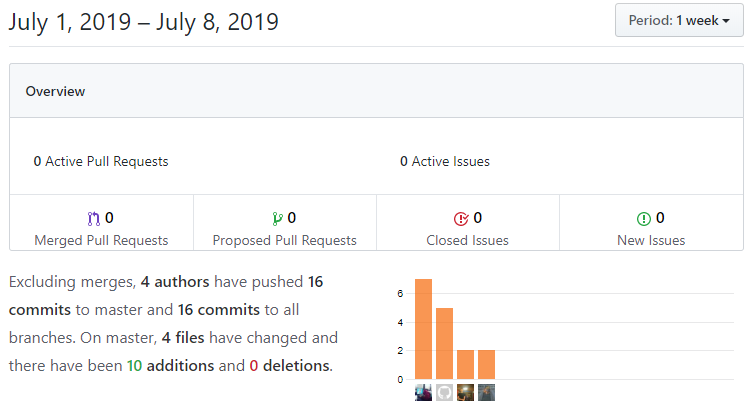 July 1, 2019 – July 8, 2019
Period: 1 week
Overview
0 Active Pull Requests
0 Active Issues
0
Merged Pull Requests
0
Proposed Pull Requests
0
Closed Issues
0
New Issues
Excluding merges, 4 authors have pushed 16
commits to master and 16 commits to all
branches. On master, 4 files have changed and
there have been 10 additions and 0 deletions.
6
4
2
0